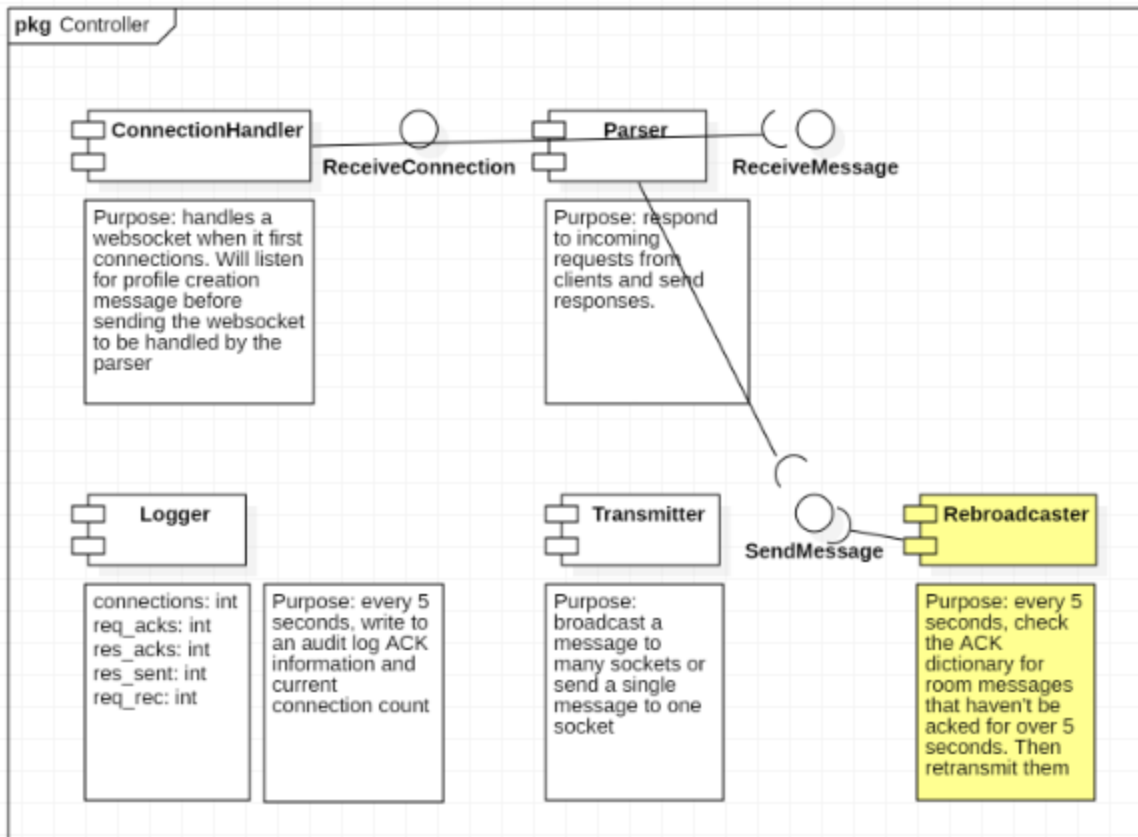 pkg Controller
ConnectionHandler
ReceiveConnection
Parser
ReceiveMessage
Purpose: handles a
websocket when it first
connections. Will listen
for profile creation
message before
sending the websocket
to be handled by the
parser
Purpose: respond
to incoming
requests from
clients and send
responses.
Logger
Transmitter
SendMessage
Rebroadcaster
connections: int
req_acks: int
res_acks: int
res_sent: int
req_rec: int
Purpose: every 5
seconds, write to
an audit log ACK
information and
current
connection count
Purpose:
broadcast a
message to
many sockets or
send a single
message to one
socket
Purpose: every 5
seconds, check
the ACK
dictionary for
room messages
that haven't be
acked for over 5
seconds. Then
retransmit them